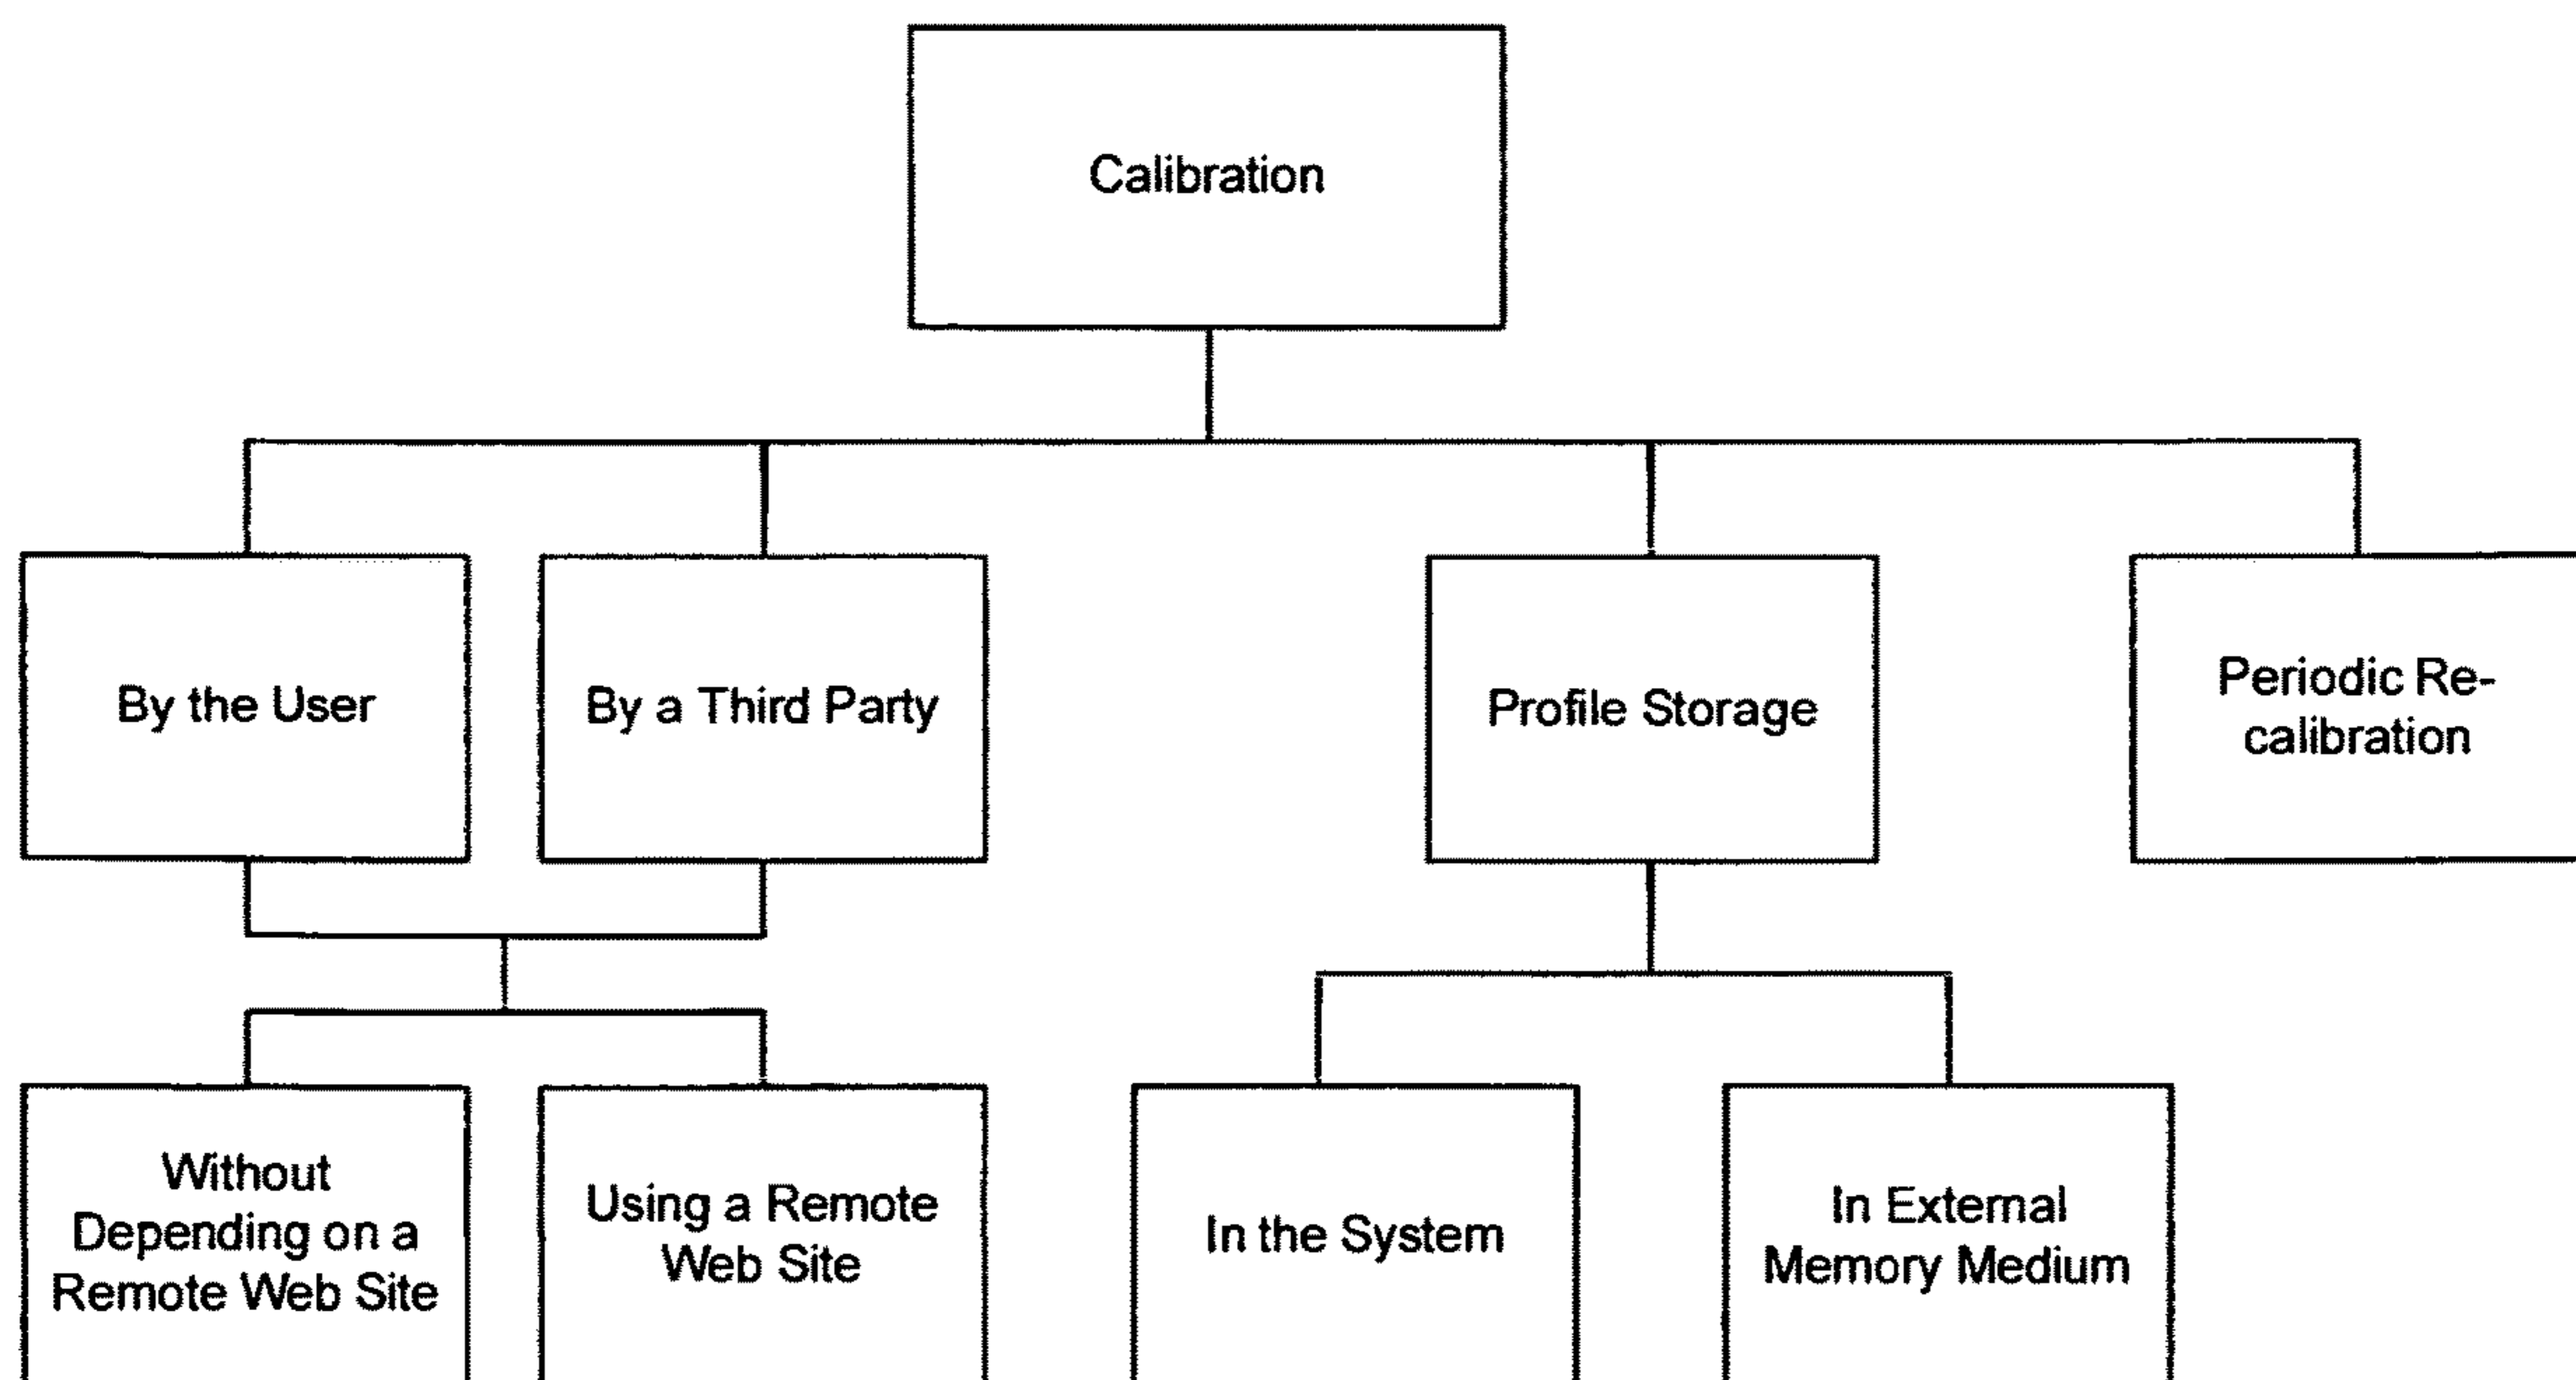 Calibration
By the User
By a Third Party
Profile Storage
Periodic Re-
calibration
Without
Depending on a
Remote Web Site
Using a Remote
Web Site
In the System
In External
Memory Medium